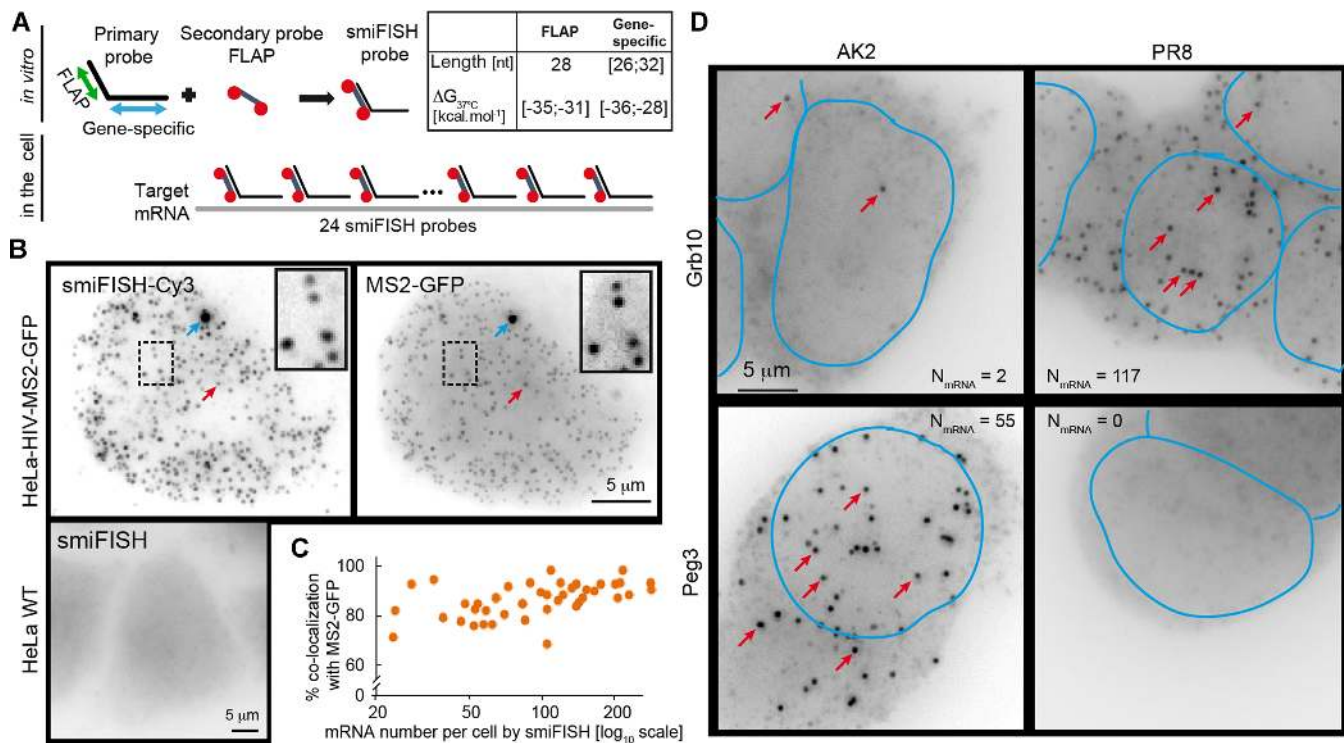 A
in vitro
in the cell
Primary
probe
FLAP
Gene-specific
Secondary probe
FLAP
smiFISH
probe
FLAP
Gene-
specific
Length [nt]
28
[26;32]
ΔG37°C
[kcal.mol-1]
[-35;-31]
[-36;-28]
Target
mRNA
24 smiFISH probes
B
HeLa-HIV-MS2-GFP
smiFISH-Cy3
MS2-GFP
5 μm
HeLa WT
smiFISH
5 μm
C
% co-localization
with MS2-GFP
100
80
60
0
20
50
100
200
mRNA number per cell by smiFISH [log10 scale]
D
AK2
PR8
Grb10
5 μm
NmRNA = 2
NmRNA = 117
Peg3
NmRNA = 55
NmRNA = 0